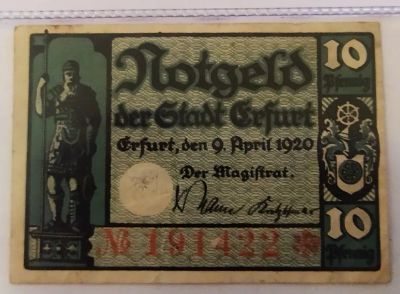 Notgeld
der Stadt Erfurt
Erfurt, den 9. April 1920
Der Magistrat.
№ 191422
10
Pfennig
10
Pfennig